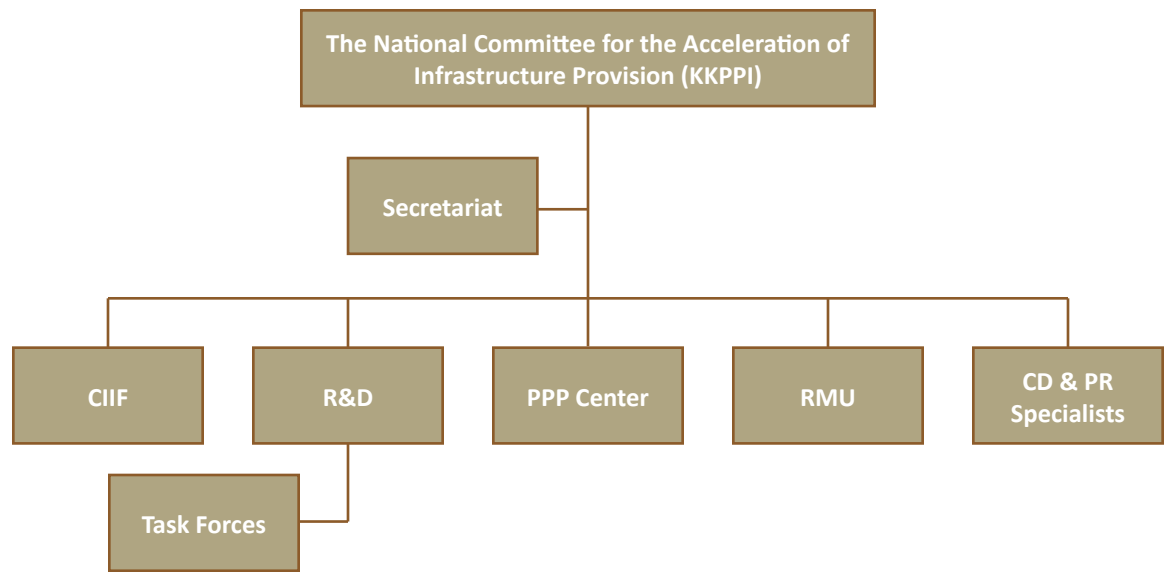 The National Committee for the Acceleration of
Infrastructure Provision (KKPPI)
Secretariat
CIIF
R&D
PPP Center
RMU
CD & PR
Specialists
Task Forces